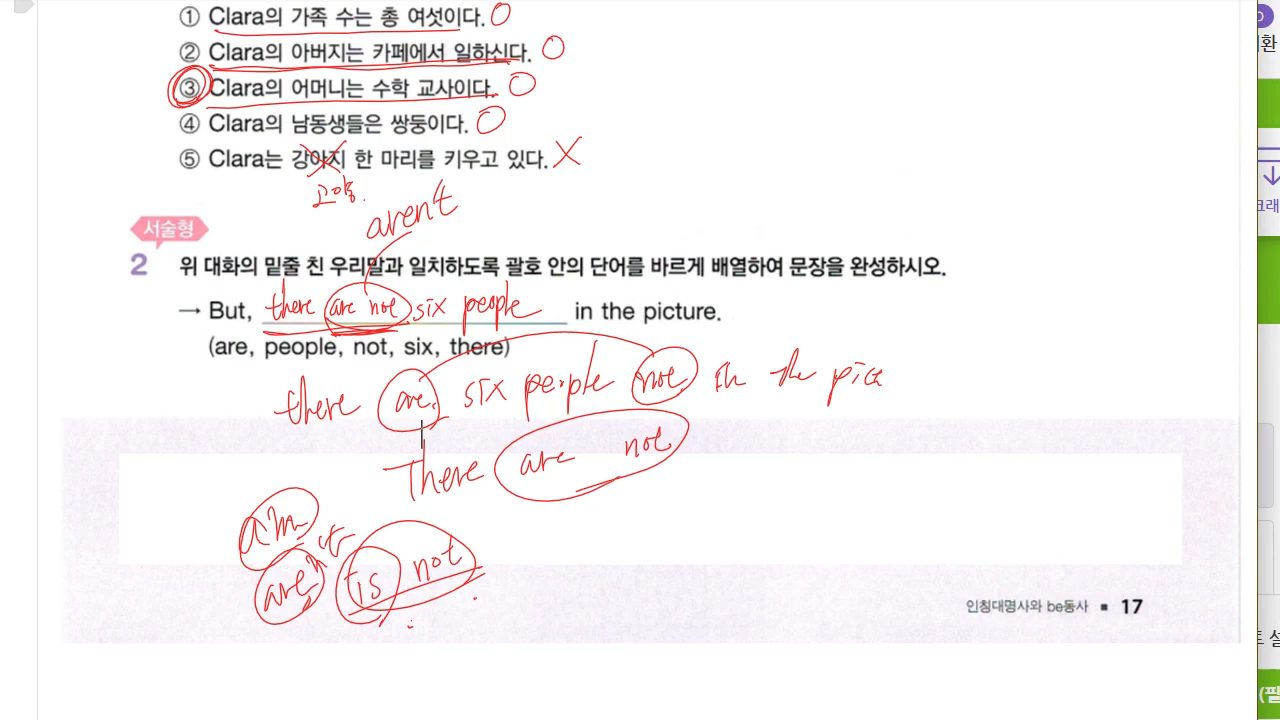 ① Clara의 가족 수는 총 여섯이다. O
② Clara의 아버지는 카페에서 일하신다. O
③ Clara의 어머니는 수학 교사이다. O
④ Clara의 남동생들은 쌍둥이다. O
⑤ Clara는 강아지 한 마리를 키우고 있다. X
aren't
서술형
2 위 대화의 밑줄 친 우리말과 일치하도록 괄호 안의 단어를 바르게 배열하여 문장을 완성하시오.
→ But, there are not six people in the picture.
(are, people, not, six, there)
there are six people not in the pic
There are not
am
are it is not
인칭대명사와 be동사 ■ 17